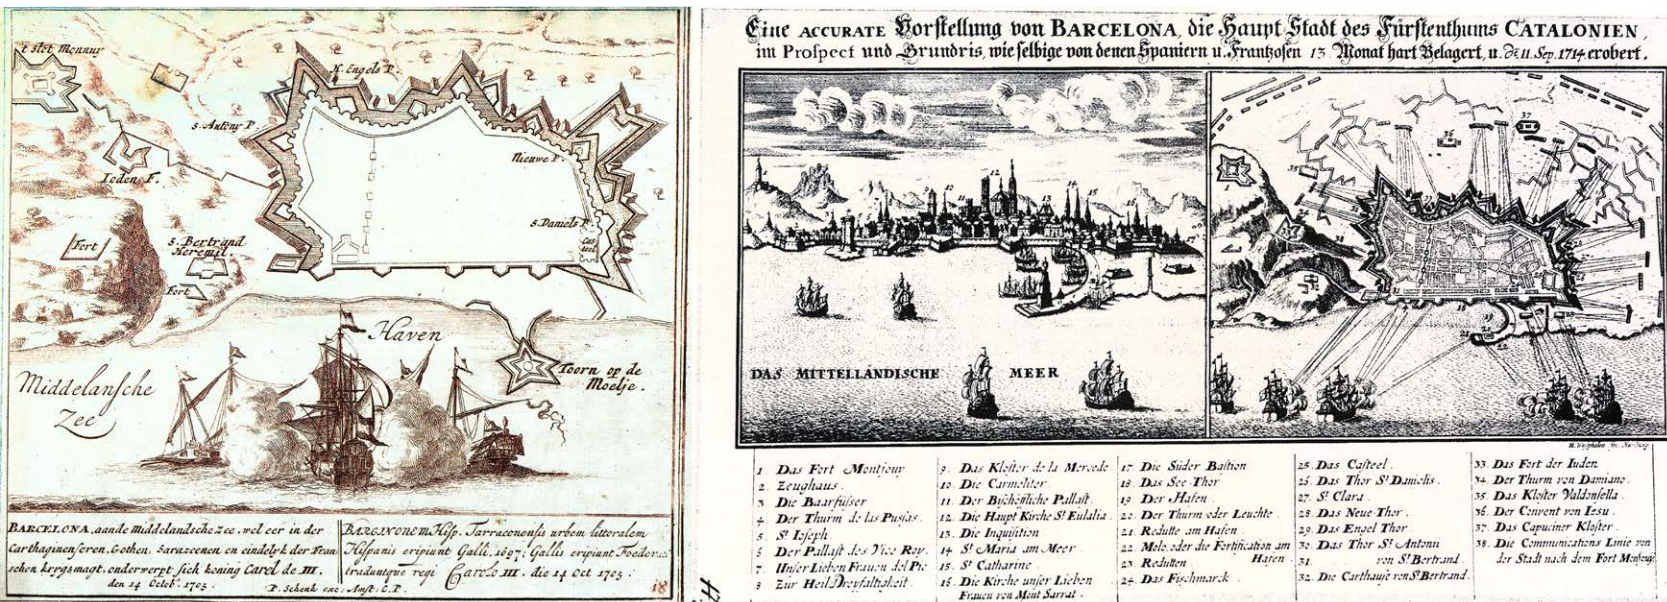 't slot Monnur
K. Engels P.
S. Antony P.
Nieuwe P.
Ioden F.
S. Daniels P.
Casteel
Fort
S. Bertrand
Heremit.
Fort
Haven
Middelansche
Zee
Toorn op de
Moelje.
BARCELONA, aande Middelandsche Zee, wel eer in der
Carthaginenseren, Gothen, Sarazeenen en eindelyk der Fran
schen krygsmagt, onderwerpt sich koning Carel de III.
den 14 Octob. 1705.
BARCINONEM Hisp. Tarraconensis urbem littoralem
Hispanis eripiunt Galli, 1697; Gallis eripiunt Foeder
traduntque regi Carolo III. die 14 oct 1705.
P. Schenk exc. Amst. C.P.
18
Eine ACCURATE Vorstellung von BARCELONA, die Haupt Stadt des Fürstenthums CATALONIEN,
im Prospect und Grundris, wie selbige von denen Spaniern u. Frantzosen 13 Monat hart Belagert, u. dē 11. Sep. 1714 erobert.
DAS MITTELLÄNDISCHE MEER
1 Das Fort Montjouy
2 Zeughaus.
3 Die Baarfüsser
4 Der Thurm de las Pusias.
5 St. Ioseph
6 Der Pallast des Vice Roy.
7 Unser Lieben Frauen del Pic
8 Zur Heil Dreyfaltigkeit.
9. Das Kloster de la Mercede
10. Die Carmeliter.
11. Der Bischöffliche Pallast.
12. Die Haupt Kirche St. Eulalia.
13. Die Inquisition
14 St. Maria am Meer.
15. St. Catharine
16. Die Kirche unser Lieben
Frauen von Mont Sarrat.
17 Die Süder Bastion
18 Das See Thor
19 Der Hafen.
20. Der Thurm oder Leuchte.
21. Redutte am Hafen
22. Molo, oder die Fortification am
Hafen.
23. Redutten
24. Das Fischmarck.
25. Das Casteel.
26. Das Thor St. Danielis.
27. St. Clara.
28. Das Neue Thor.
29. Das Engel Thor
30. Das Thor St. Antonii
31. von St. Bertrand.
32. Die Carthause von St. Bertrand.
33. Das Fort der Iuden
34. Der Thurm von Damiano.
35. Das Kloster Valdonsella.
36. Der Convent von Iesu.
37. Das Capuciner Kloster.
38. Die Communications Linie von
der Stadt nach dem Fort Montjouy.